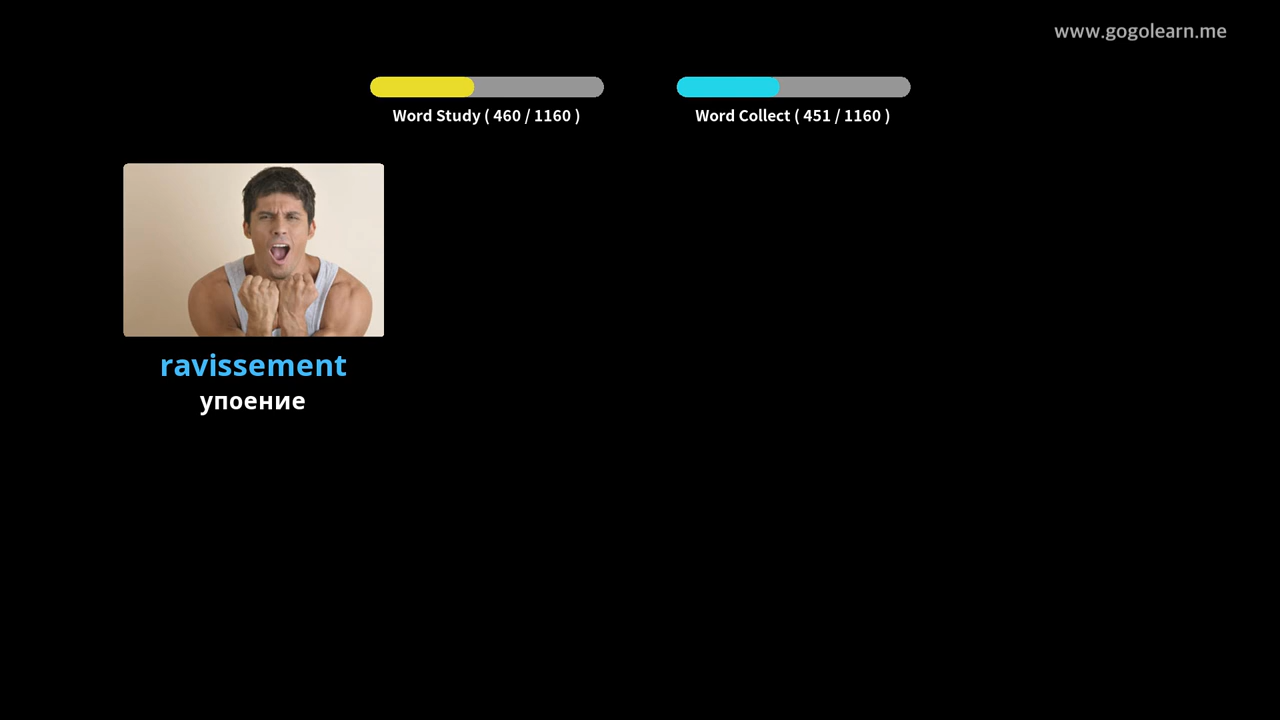 www.gogolearn.me
Word Study ( 460 / 1160 )
Word Collect ( 451 / 1160 )
ravissement
упоение